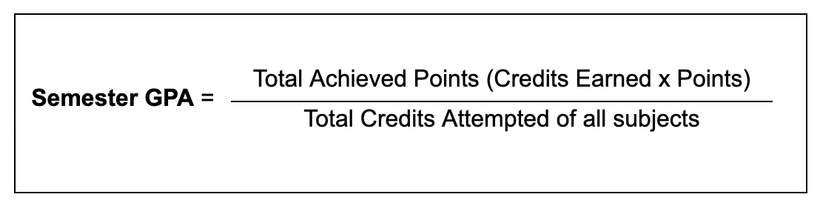 Total Achieved Points (Credits Earned x Points)
Semester GPA =
Total Credits Attempted of all subjects